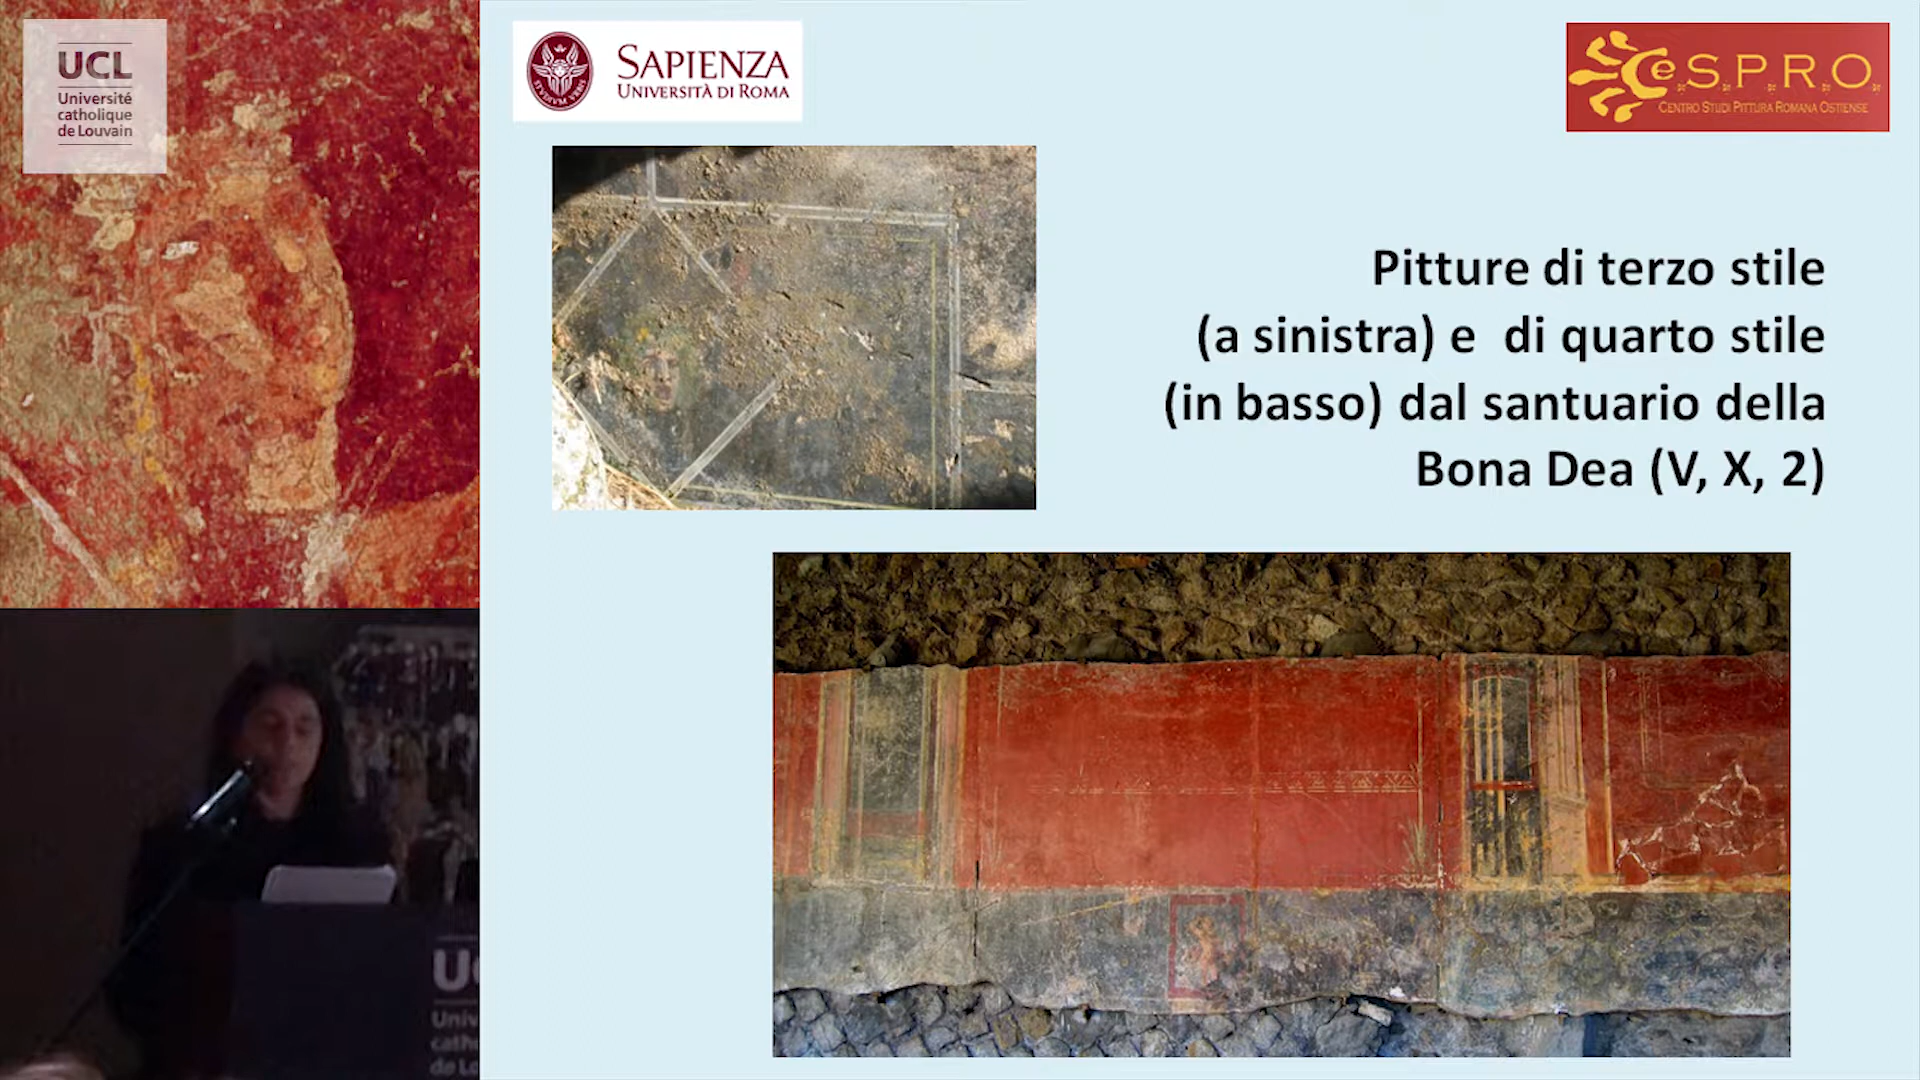 UCL
Université
catholique
de Louvain
SAPIENZA
UNIVERSITÀ DI ROMA
CeS.P.R.O.
CENTRO STUDI PITTURA ROMANA OSTIENSE
Pitture di terzo stile
(a sinistra) e di quarto stile
(in basso) dal santuario della
Bona Dea (V, X, 2)